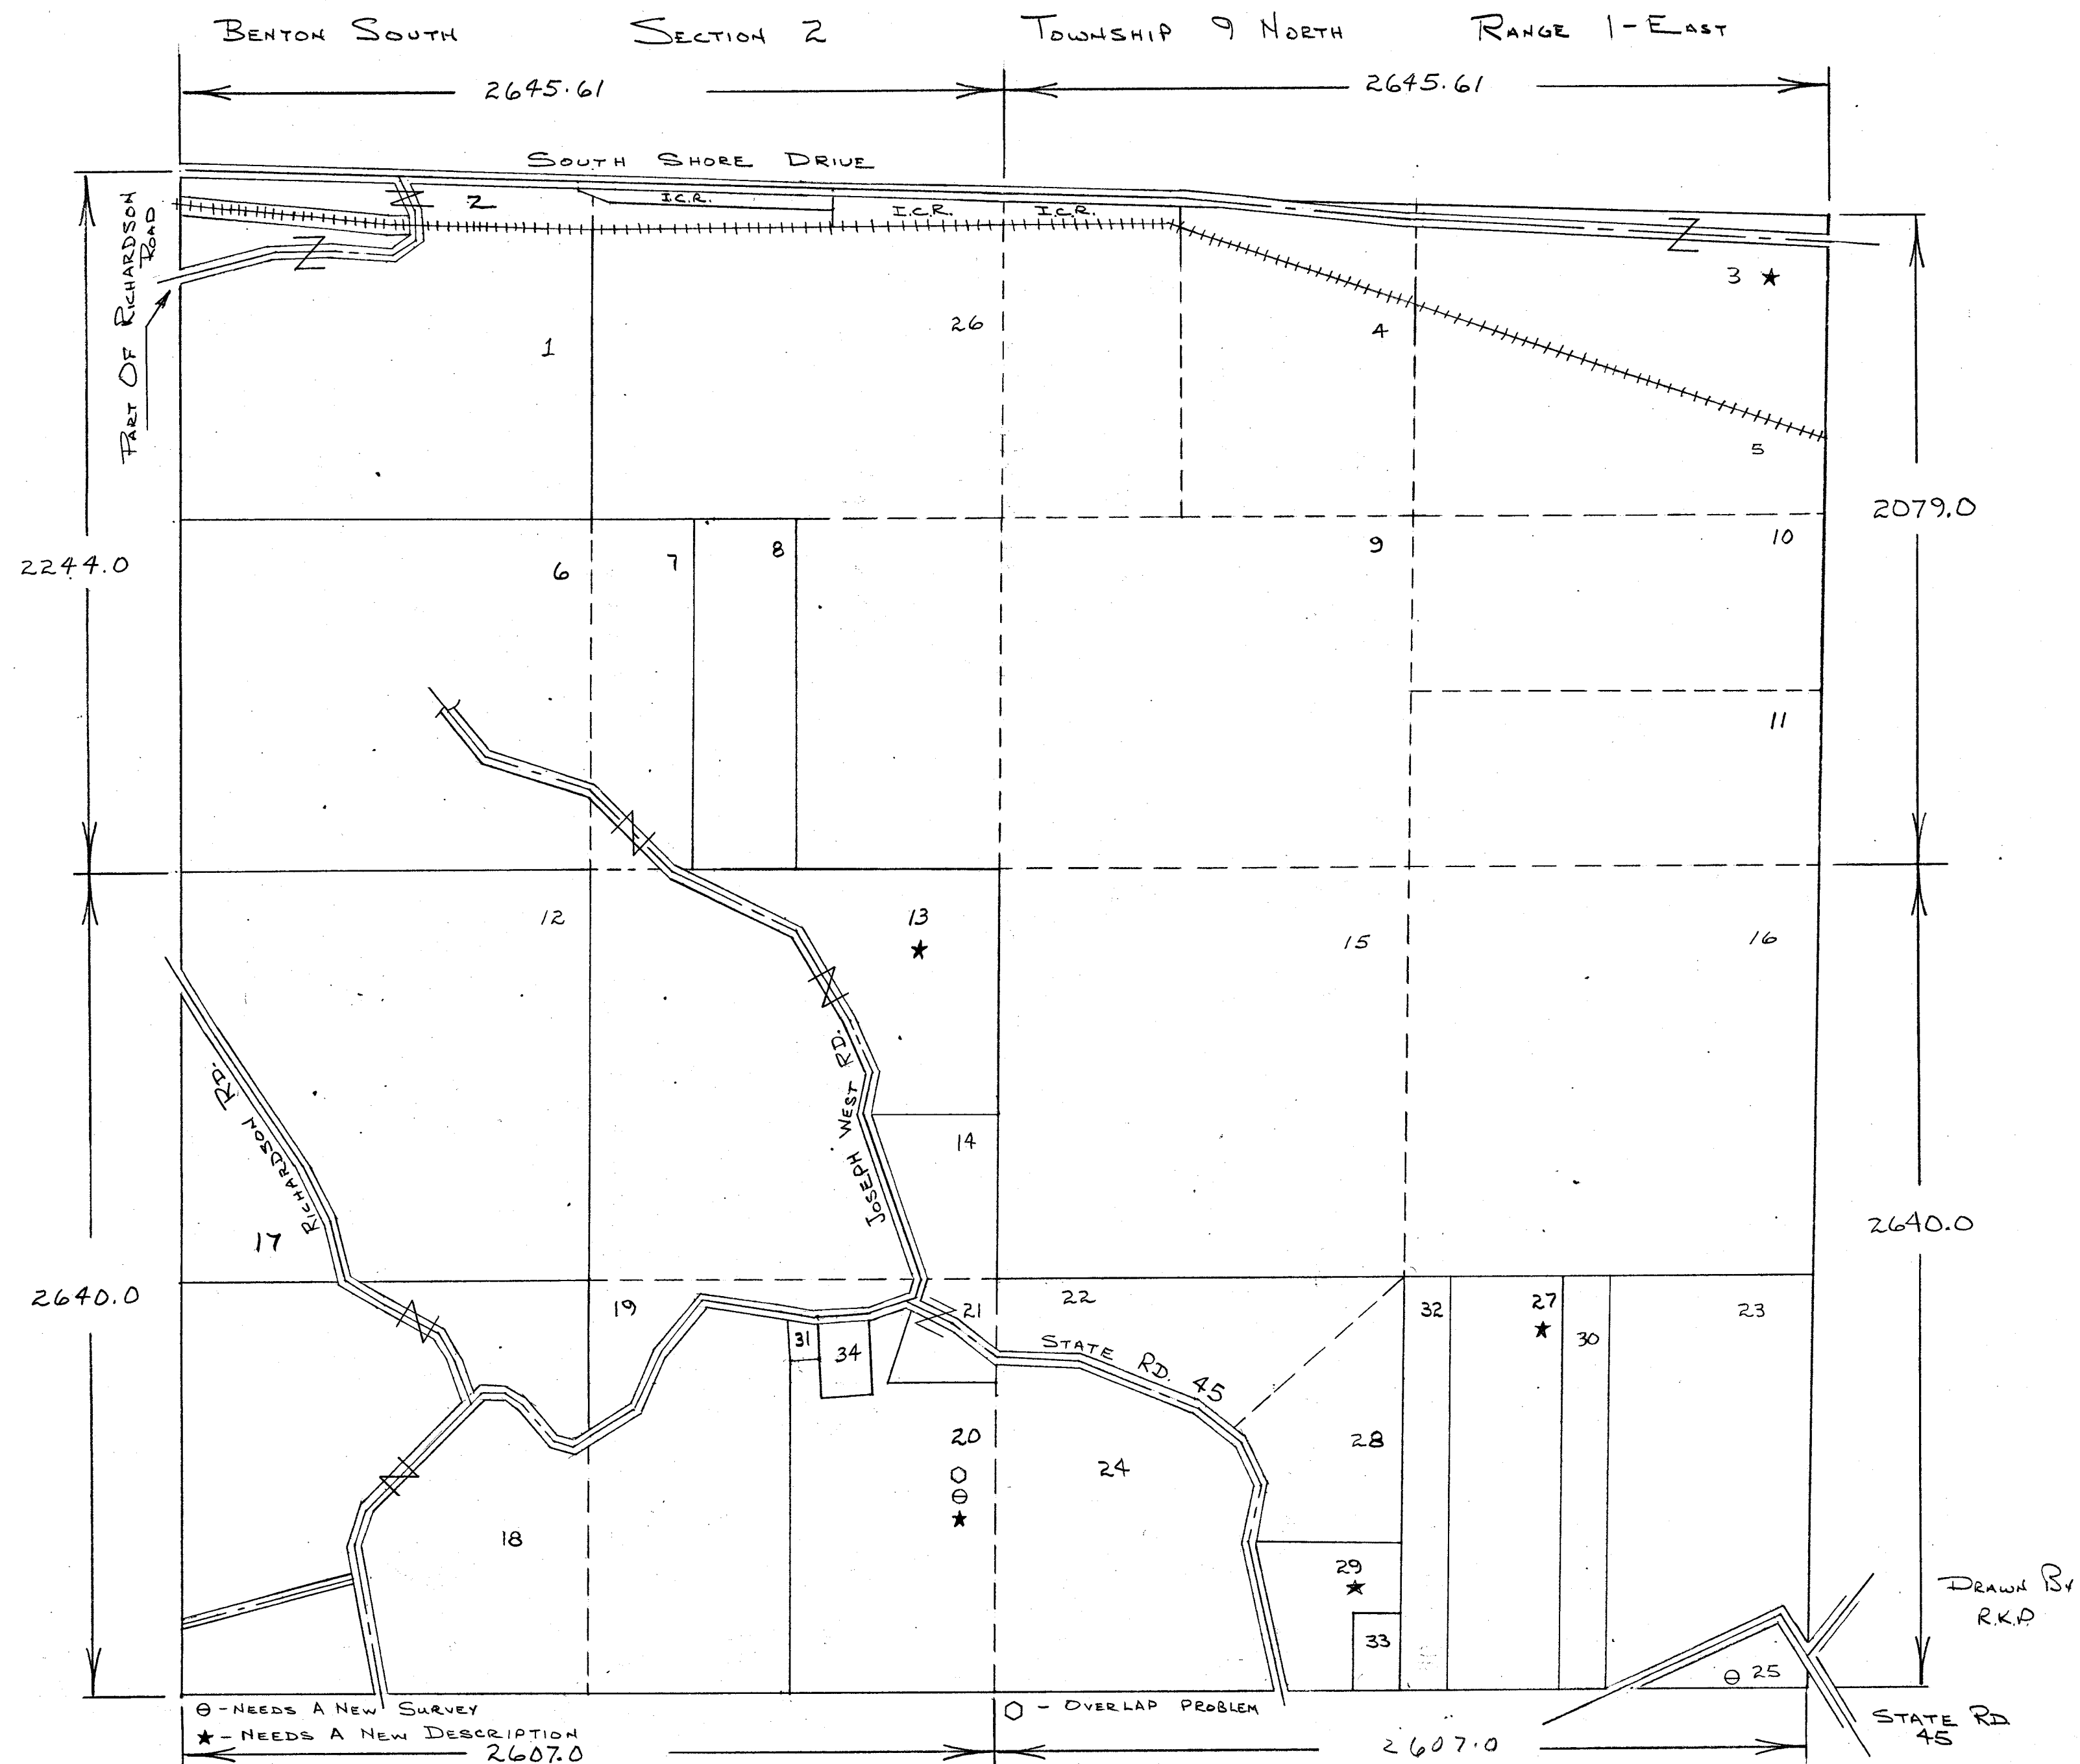 BENTON SOUTH SECTION 2 TOWNSHIP 9 NORTH RANGE 1-EAST
2645.61 2645.61
SOUTH SHORE DRIVE
PART OF RICHARDSON
ROAD
2
I.C.R.
I.C.R.
I.C.R.
3 ★
1
26
4
5
2244.0
2079.0
6
7
8
9
10
11
12
13
★
15
16
JOSEPH WEST RD.
14
RICHARDSON RD.
17
2640.0
2640.0
19
21
22
32
27
★
30
23
31
34
STATE RD. 45
20
28
24
18
29
★
33
⊖ 25
DRAWN BY
R.K.P
STATE RD
45
⊖ - NEEDS A NEW SURVEY
★ - NEEDS A NEW DESCRIPTION
⬡ - OVERLAP PROBLEM
2607.0 2607.0